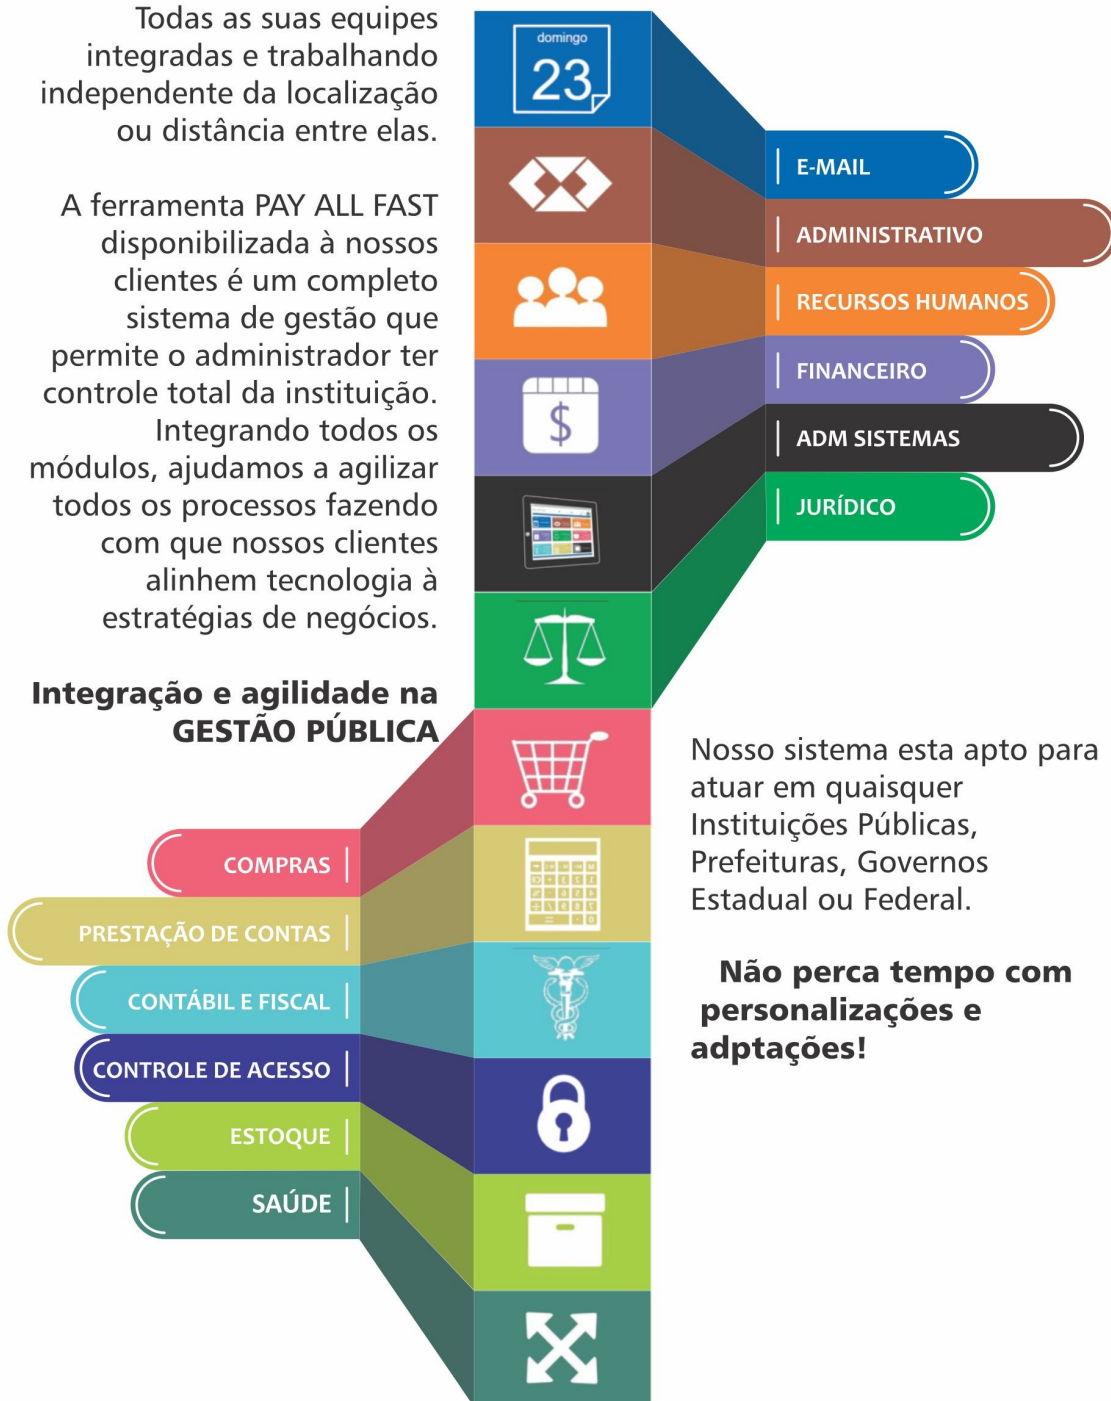 Todas as suas equipes
integradas e trabalhando
independente da localização
ou distância entre elas.
A ferramenta PAY ALL FAST
disponibilizada à nossos
clientes é um completo
sistema de gestão que
permite o administrador ter
controle total da instituição.
Integrando todos os
módulos, ajudamos a agilizar
todos os processos fazendo
com que nossos clientes
alinhem tecnologia à
estratégias de negócios.
Integração e agilidade na
GESTÃO PÚBLICA
domingo
23
$
E-MAIL
ADMINISTRATIVO
RECURSOS HUMANOS
FINANCEIRO
ADM SISTEMAS
JURÍDICO
COMPRAS
PRESTAÇÃO DE CONTAS
CONTÁBIL E FISCAL
CONTROLE DE ACESSO
ESTOQUE
SAÚDE
Nosso sistema esta apto para
atuar em quaisquer
Instituições Públicas,
Prefeituras, Governos
Estadual ou Federal.
Não perca tempo com
personalizações e
adptações!